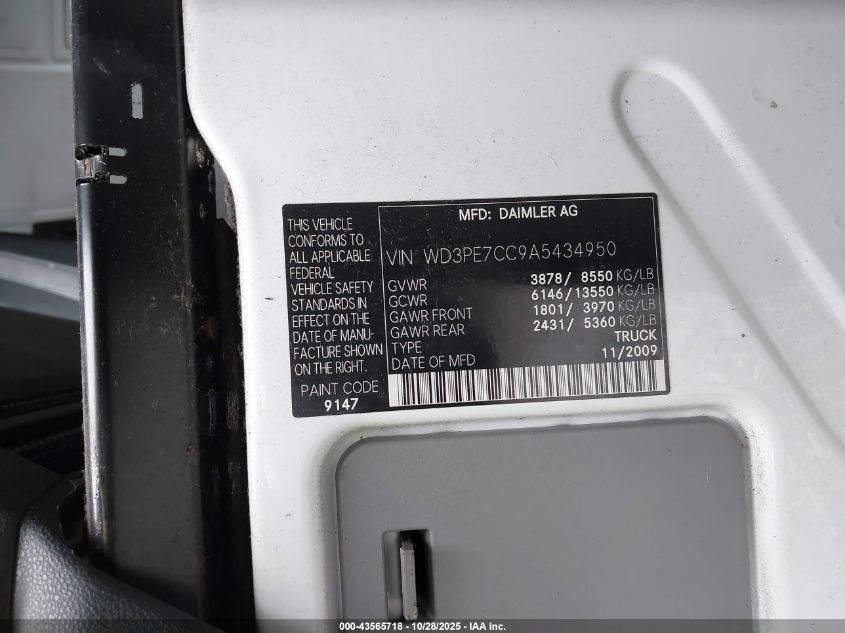 MFD: DAIMLER AG
THIS VEHICLE
CONFORMS TO
ALL APPLICABLE
FEDERAL
VEHICLE SAFETY
STANDARDS IN
EFFECT ON THE
DATE OF MANU-
FACTURE SHOWN
ON THE RIGHT.
PAINT CODE
9147
VIN WD3PE7CC9A5434950
GVWR 3878/ 8550 KG/LB
GCWR 6146/13550 KG/LB
GAWR FRONT 1801/ 3970 KG/LB
GAWR REAR 2431/ 5360 KG/LB
TYPE TRUCK
DATE OF MFD 11/2009
000-43565718 | 10/28/2025 - IAA Inc.